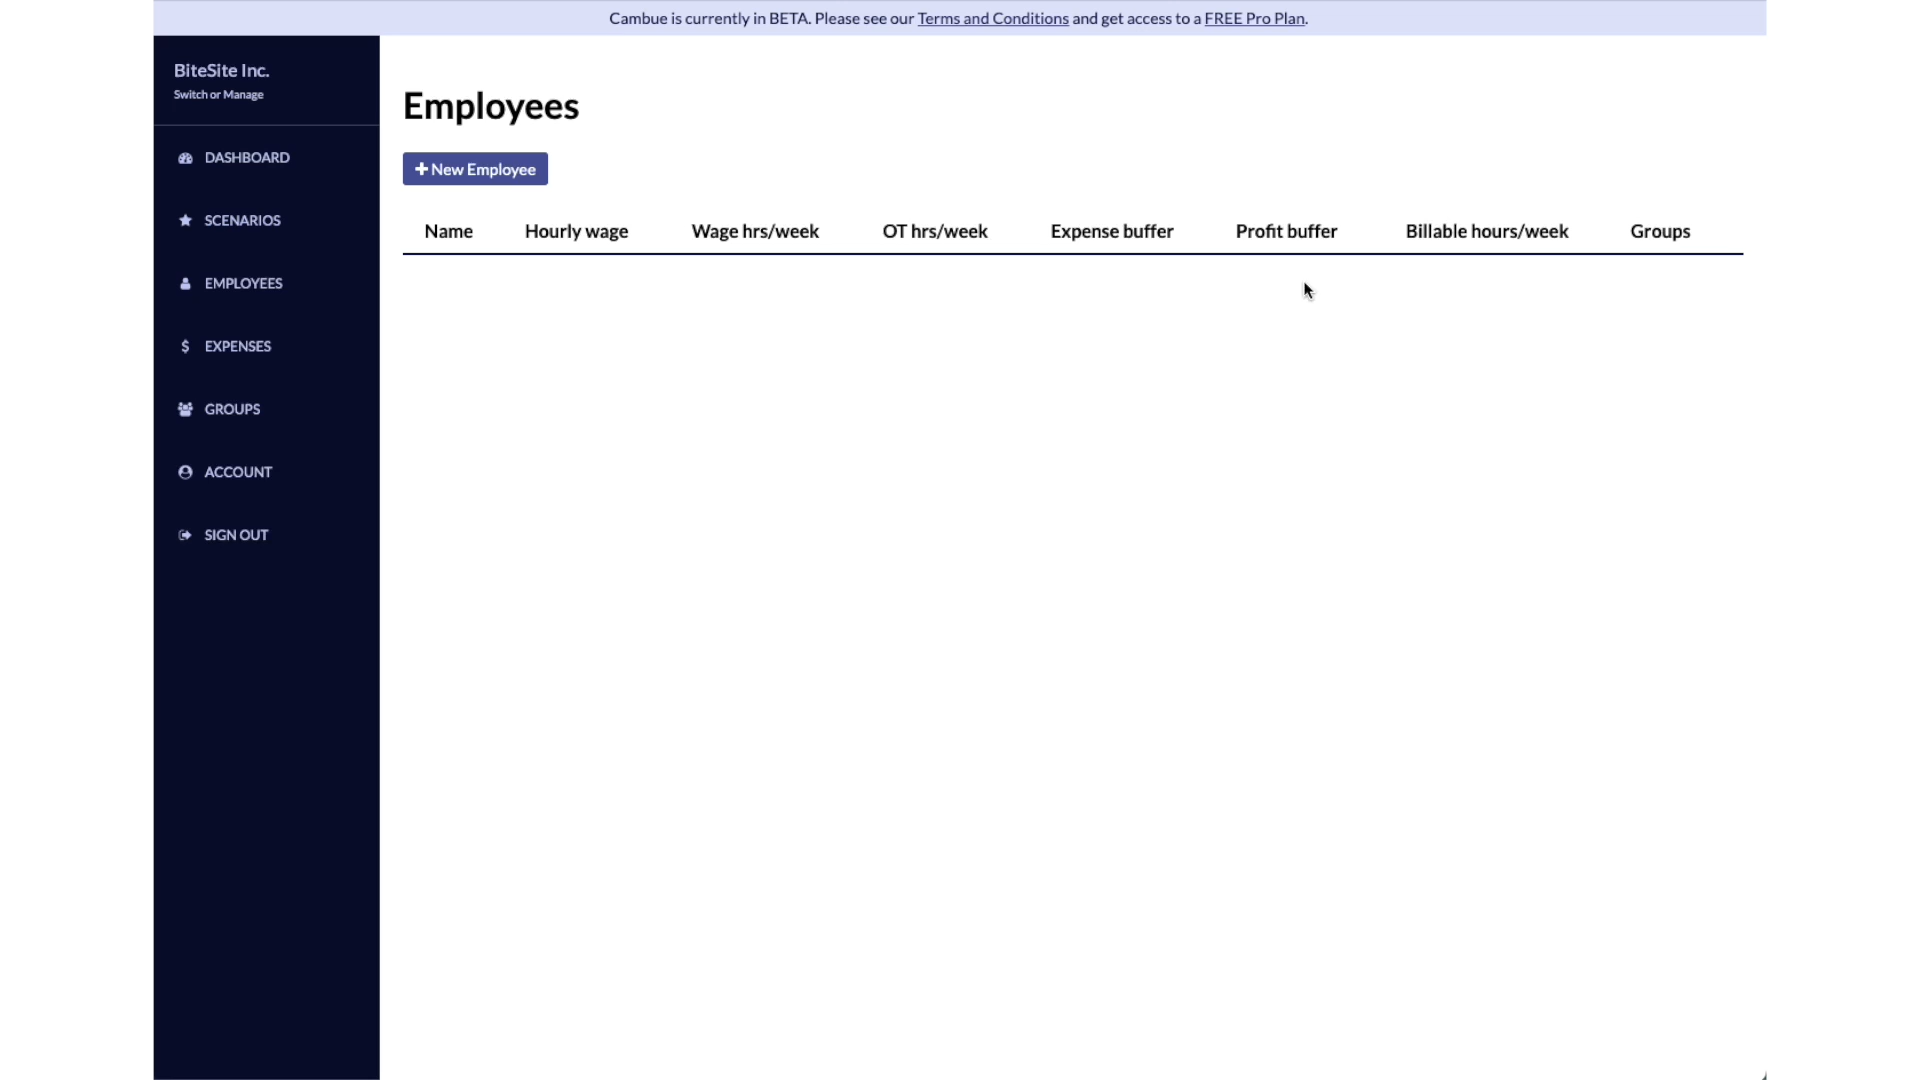 Cambue is currently in BETA. Please see our Terms and Conditions and get access to a FREE Pro Plan.
BiteSite Inc.
Switch or Manage
DASHBOARD
SCENARIOS
EMPLOYEES
EXPENSES
GROUPS
ACCOUNT
SIGN OUT
Employees
New Employee
Name Hourly wage Wage hrs/week OT hrs/week Expense buffer Profit buffer Billable hours/week Groups